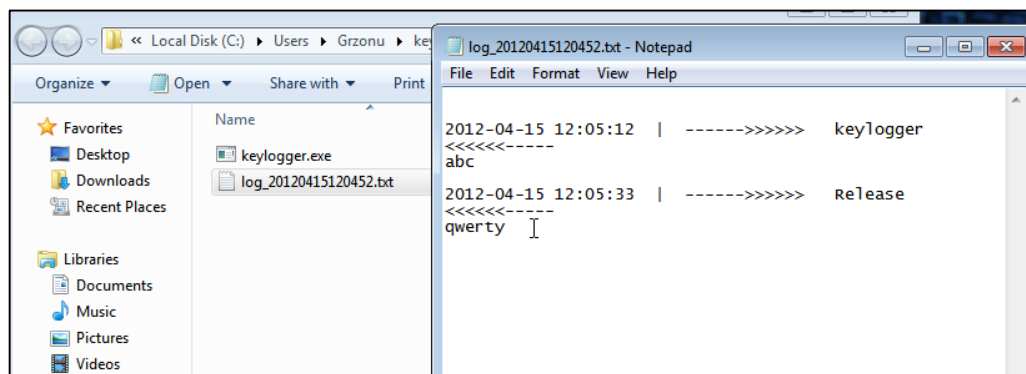 Local Disk (C:) Users Grzonu
Organize Open Share with Print
Favorites
Desktop
Downloads
Recent Places
Libraries
Documents
Music
Pictures
Videos
Name
keylogger.exe
log_20120415120452.txt
log_20120415120452.txt - Notepad
File Edit Format View Help
2012-04-15 12:05:12 | ------>>>>>> keylogger
<<<<<<-----
abc
2012-04-15 12:05:33 | ------>>>>>> Release
<<<<<<-----
qwerty